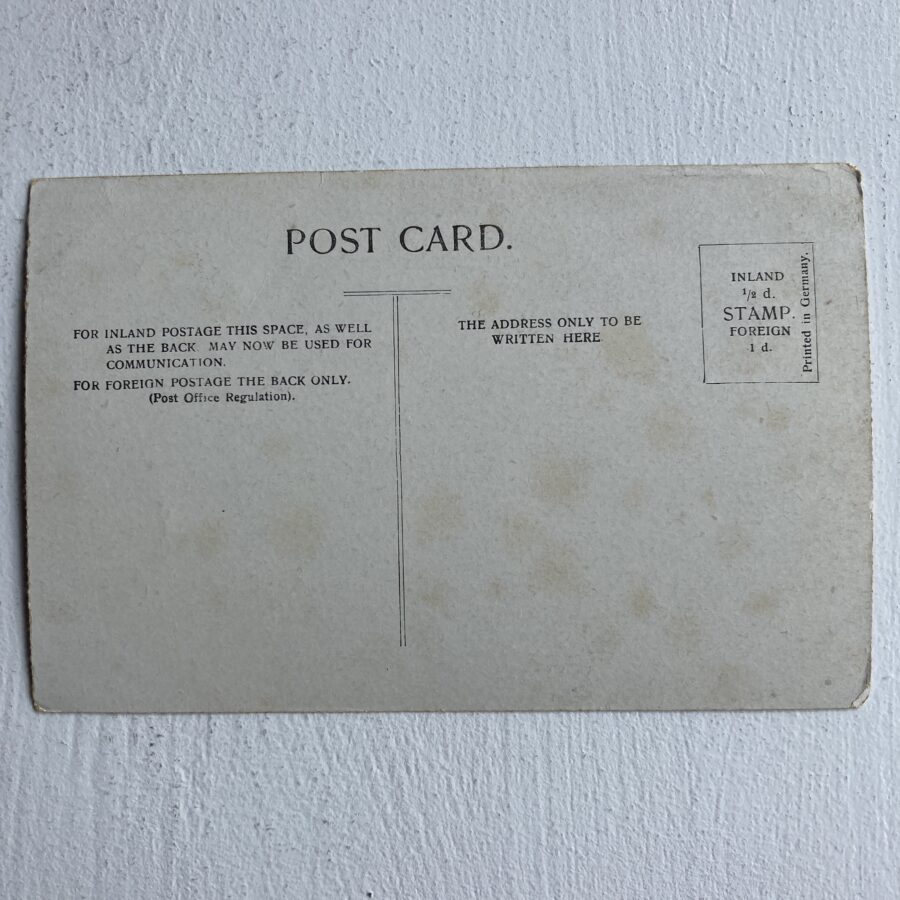 POST CARD.
FOR INLAND POSTAGE THIS SPACE, AS WELL
AS THE BACK MAY NOW BE USED FOR
COMMUNICATION.
FOR FOREIGN POSTAGE THE BACK ONLY.
(Post Office Regulation).
THE ADDRESS ONLY TO BE
WRITTEN HERE
INLAND
½ d.
STAMP.
FOREIGN
1 d.
Printed in Germany.